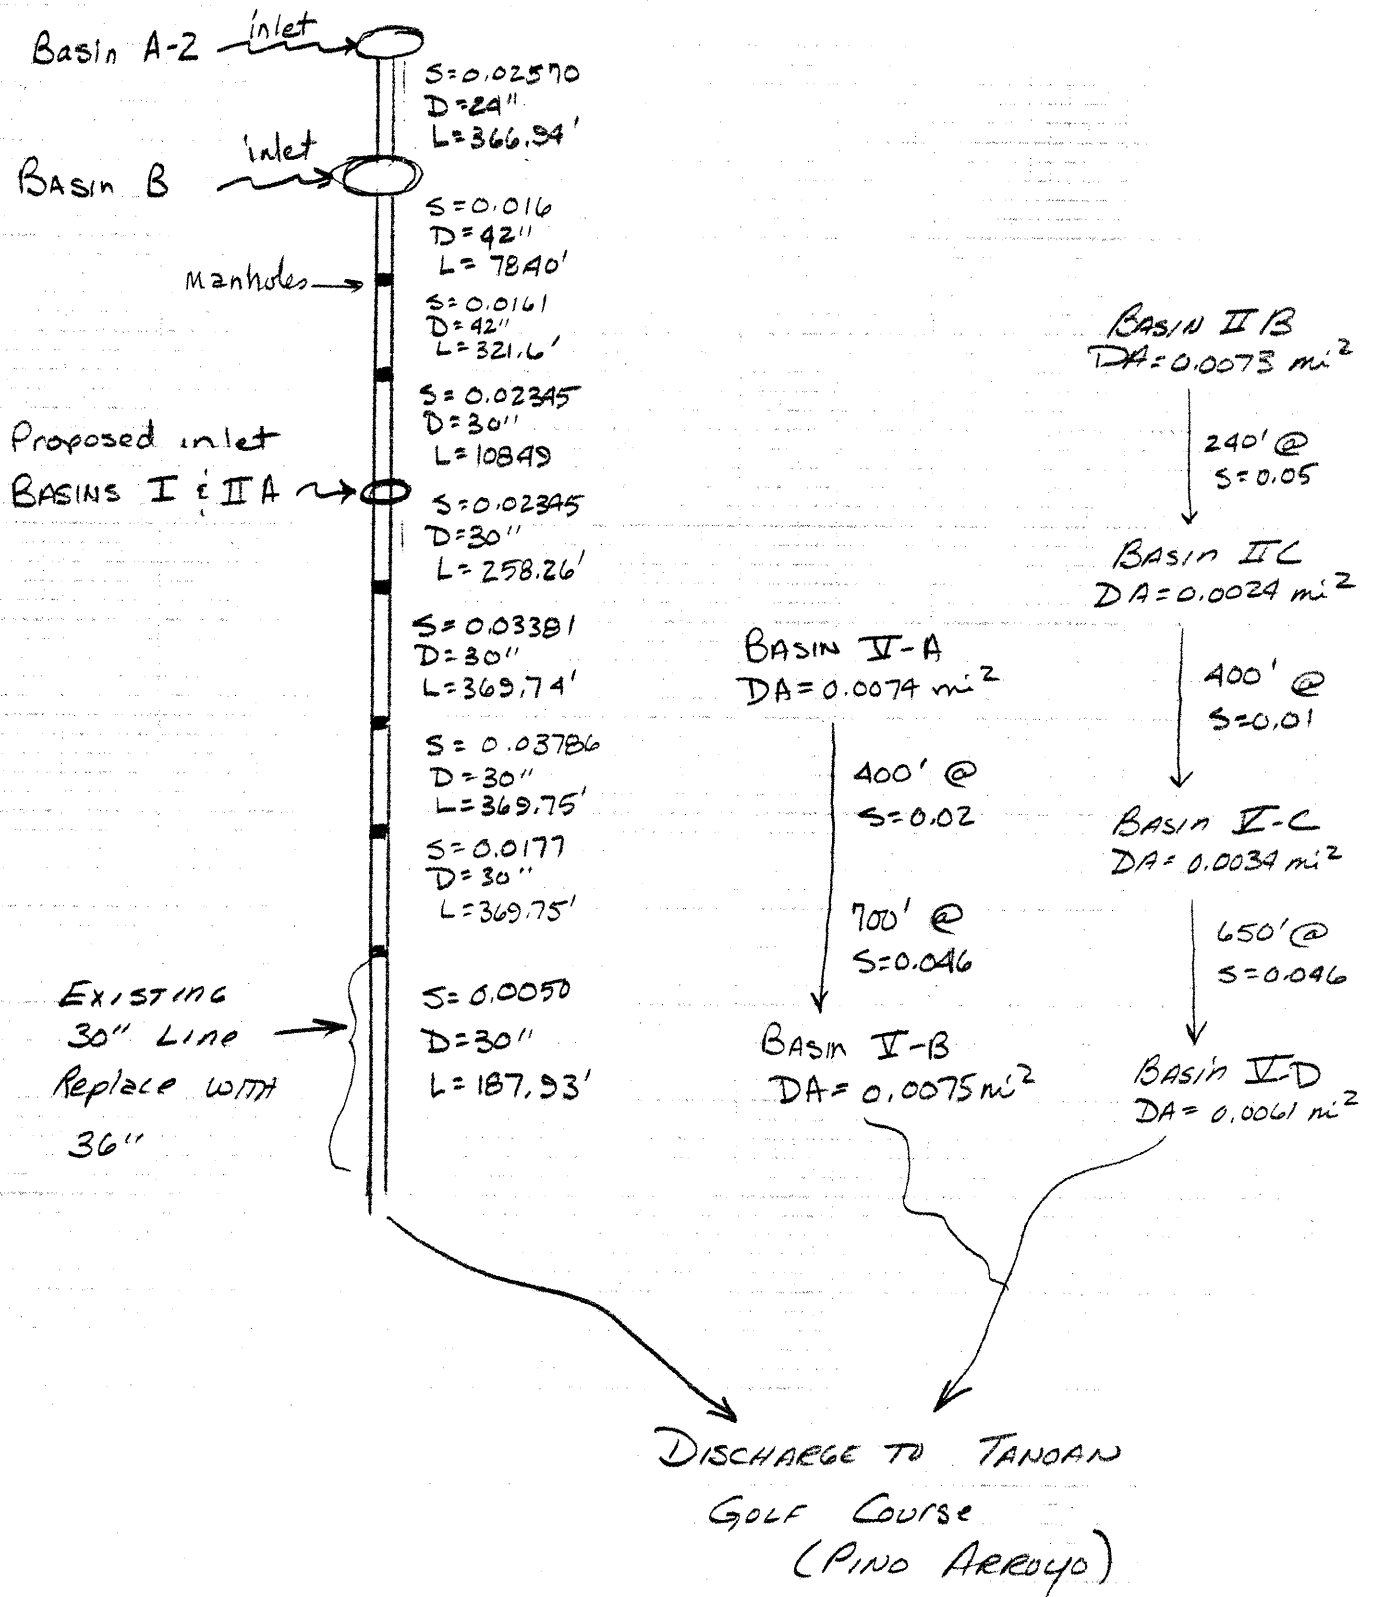 Basin A-2
inlet
S=0.02570
D=24"
L=366.94'
inlet
BASIN B
S=0.016
D=42"
L=7840'
Manholes
S=0.0161
D=42"
L=321.6'
S=0.02345
D=30"
L=10849
Proposed inlet
BASINS I & II A
S=0.02345
D=30"
L=258.26'
S=0.03381
D=30"
L=369.74'
S=0.03786
D=30"
L=369.75'
S=0.0177
D=30"
L=369.75'
EXISTING
30" Line
Replace WITH
36"
S=0.0050
D=30"
L=187.93'
BASIN V-A
DA=0.0074 mi²
400' @
S=0.02
700' @
S=0.046
BASIN V-B
DA=0.0075 mi²
BASIN II B
DA=0.0073 mi²
240' @
S=0.05
BASIN II C
DA=0.0024 mi²
400' @
S=0.01
BASIN V-C
DA=0.0034 mi²
650' @
S=0.046
BASIN V-D
DA=0.0061 mi²
DISCHARGE TO TANOAN
GOLF COURSE
(PINO ARROYO)